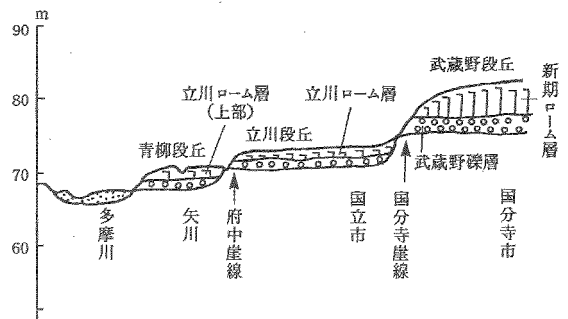 m
90
80
70
60
武蔵野段丘
新期ローム層
立川ローム層
(上部)
立川ローム層
青柳段丘
立川段丘
武蔵野礫層
多摩川
矢川
府中崖線
国立市
国分寺崖線
国分寺市